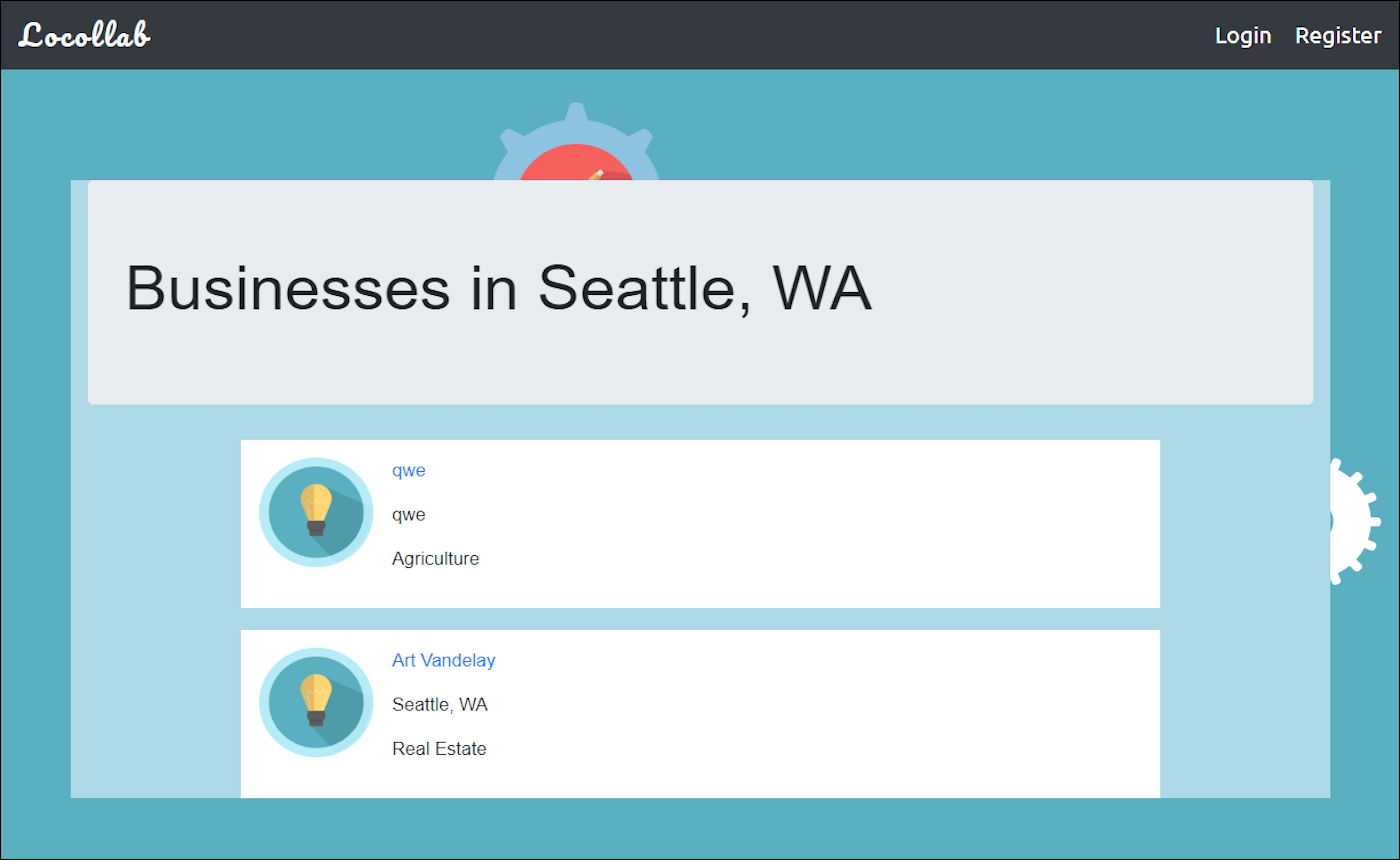 Locollab
Login Register
Businesses in Seattle, WA
qwe
qwe
Agriculture
Art Vandelay
Seattle, WA
Real Estate